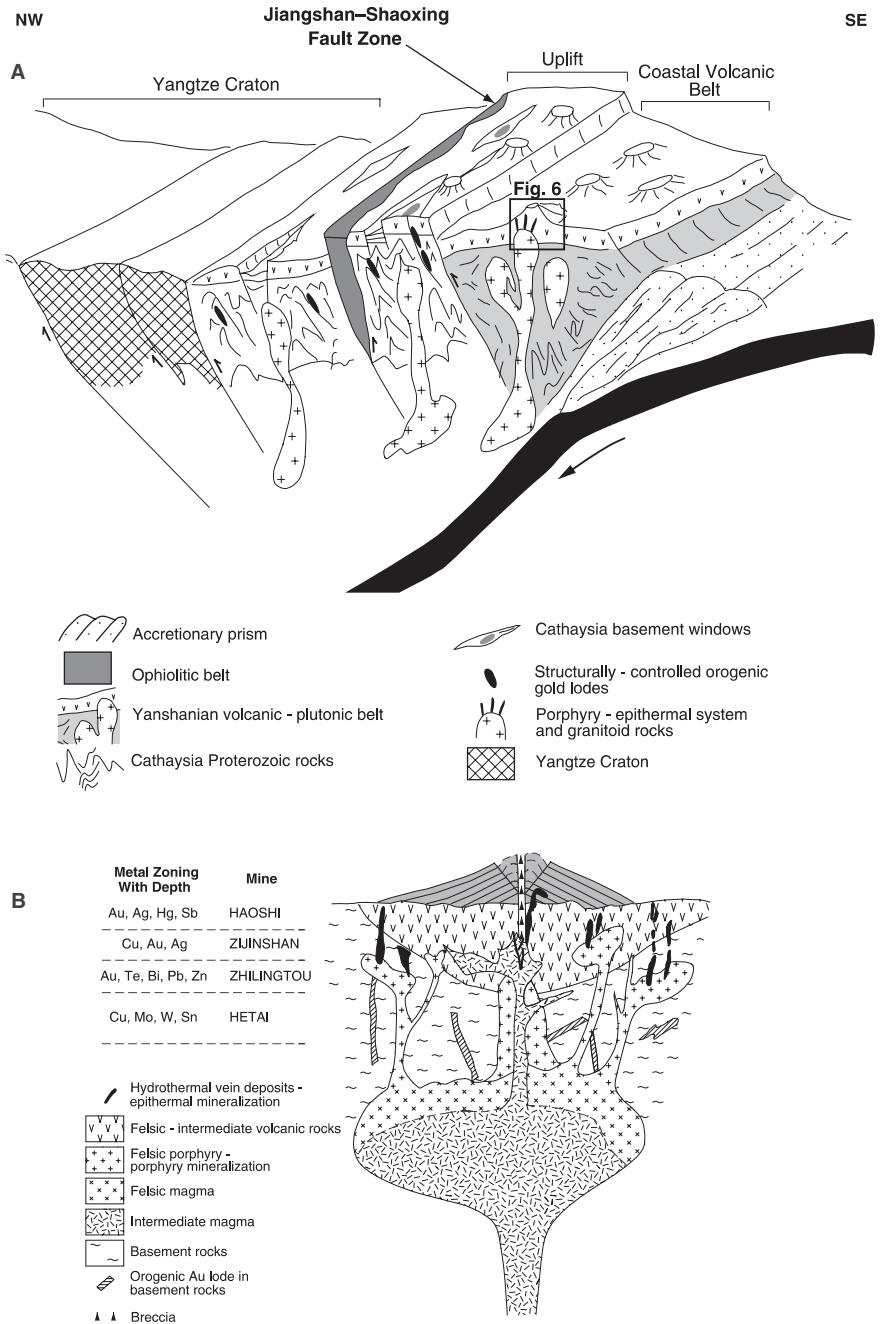 NW
Jiangshan–Shaoxing
Fault Zone
SE
A
Yangtze Craton
Uplift
Coastal Volcanic
Belt
Fig. 6
Accretionary prism
Ophiolitic belt
Yanshanian volcanic - plutonic belt
Cathaysia Proterozoic rocks
Cathaysia basement windows
Structurally - controlled orogenic
gold lodes
Porphyry - epithermal system
and granitoid rocks
Yangtze Craton
B
Metal Zoning
With Depth
Mine
Au, Ag, Hg, Sb HAOSHI
Cu, Au, Ag ZIJINSHAN
Au, Te, Bi, Pb, Zn ZHILINGTOU
Cu, Mo, W, Sn HETAI
Hydrothermal vein deposits -
epithermal mineralization
Felsic - intermediate volcanic rocks
Felsic porphyry -
porphyry mineralization
Felsic magma
Intermediate magma
Basement rocks
Orogenic Au lode in
basement rocks
Breccia